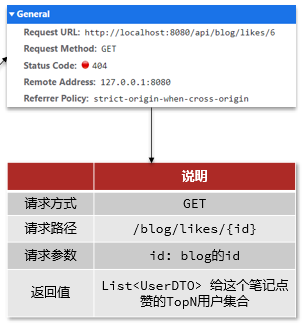 General
Request URL: http://localhost:8080/api/blog/likes/6
Request Method: GET
Status Code: 404
Remote Address: 127.0.0.1:8080
Referrer Policy: strict-origin-when-cross-origin
说明
请求方式 GET
请求路径 /blog/likes/{id}
请求参数 id: blog的id
返回值 List<UserDTO> 给这个笔记点
赞的TopN用户集合